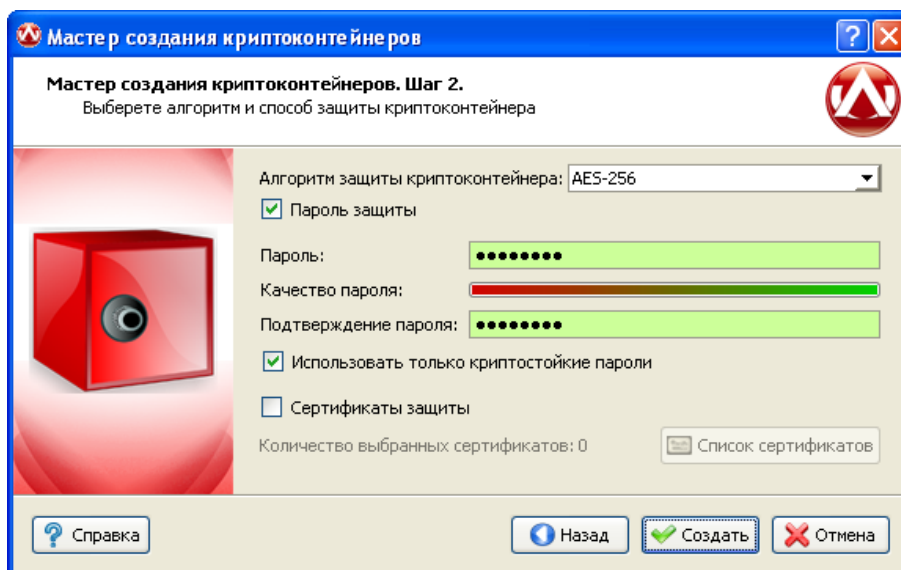 Мастер создания криптоконтейнеров
Мастер создания криптоконтейнеров. Шаг 2.
Выберете алгоритм и способ защиты криптоконтейнера
Алгоритм защиты криптоконтейнера: AES-256
Пароль защиты
Пароль: ●●●●●●●●
Качество пароля:
Подтверждение пароля: ●●●●●●●●
Использовать только криптостойкие пароли
Сертификаты защиты
Количество выбранных сертификатов: 0 Список сертификатов
Справка Назад Создать Отмена